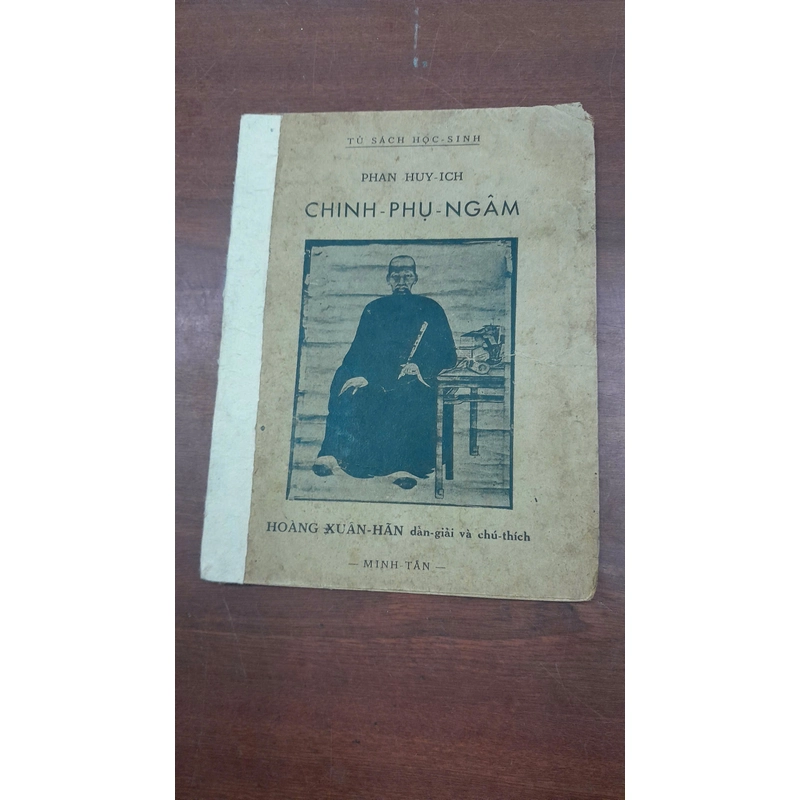 TỦ SÁCH HỌC-SINH
PHAN HUY-ICH
CHINH-PHỤ-NGÂM
HOÀNG XUÂN-HÃN dẫn-giải và chú-thích
— MINH-TÂN —